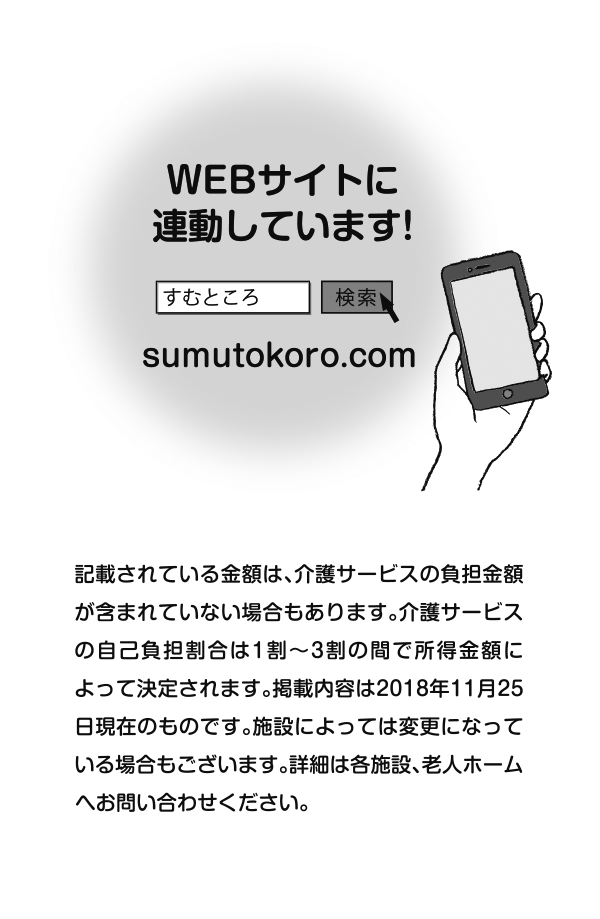 WEBサイトに
連動しています!
すむところ 検索
sumutokoro.com
記載されている金額は、介護サービスの負担金額
が含まれていない場合もあります。介護サービス
の自己負担割合は1割〜3割の間で所得金額に
よって決定されます。掲載内容は2018年11月25
日現在のものです。施設によっては変更になって
いる場合もございます。詳細は各施設、老人ホーム
へお問い合わせください。